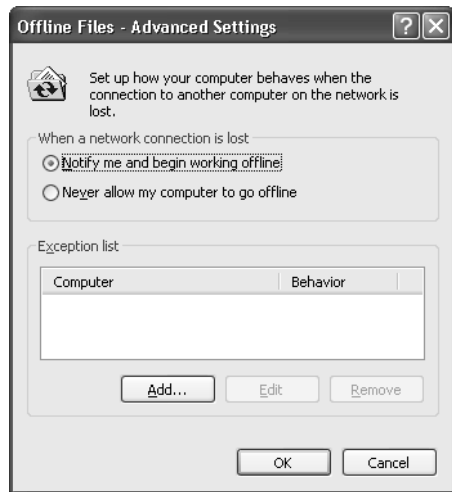 Offline Files - Advanced Settings
Set up how your computer behaves when the
connection to another computer on the network is
lost.
When a network connection is lost
Notify me and begin working offline
Never allow my computer to go offline
Exception list
Computer Behavior
Add... Edit Remove
OK Cancel